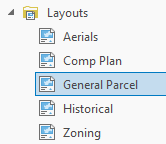 Layouts
Aerials
Comp Plan
General Parcel
Historical
Zoning